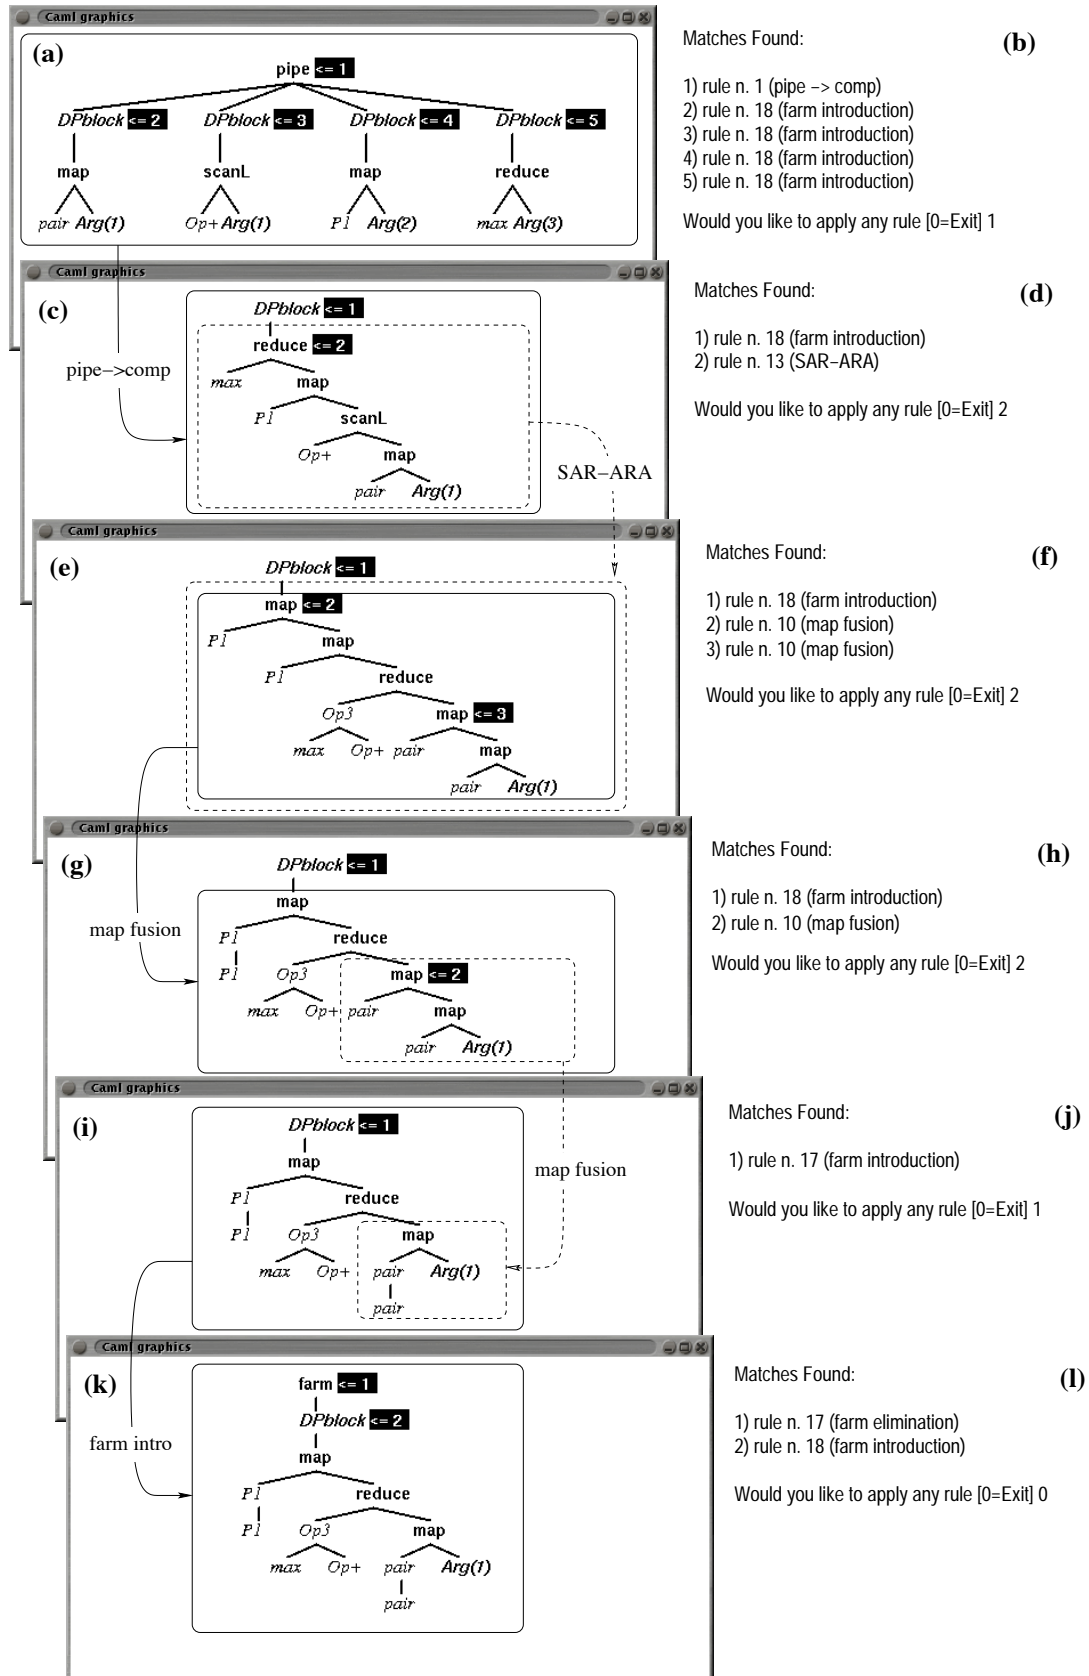 Caml graphics
(a)
pipe <= 1
DPblock <= 2 DPblock <= 3 DPblock <= 4 DPblock <= 5
map scanL map reduce
pair Arg(1) Op+ Arg(1) P1 Arg(2) max Arg(3)
Matches Found: (b)
1) rule n. 1 (pipe −> comp)
2) rule n. 18 (farm introduction)
3) rule n. 18 (farm introduction)
4) rule n. 18 (farm introduction)
5) rule n. 18 (farm introduction)
Would you like to apply any rule [0=Exit] 1
pipe−>comp
Caml graphics
(c)
DPblock <= 1
reduce <= 2
max map
P1 scanL
Op+ map
pair Arg(1)
SAR−ARA
Matches Found: (d)
1) rule n. 18 (farm introduction)
2) rule n. 13 (SAR−ARA)
Would you like to apply any rule [0=Exit] 2
Caml graphics
(e)
DPblock <= 1
map <= 2
P1 map
P1 reduce
Op3 map <= 3
max Op+ pair map
pair Arg(1)
Matches Found: (f)
1) rule n. 18 (farm introduction)
2) rule n. 10 (map fusion)
3) rule n. 10 (map fusion)
Would you like to apply any rule [0=Exit] 2
map fusion
Caml graphics
(g)
DPblock <= 1
map
P1 reduce
P1 Op3 map <= 2
max Op+ pair map
pair Arg(1)
Matches Found: (h)
1) rule n. 18 (farm introduction)
2) rule n. 10 (map fusion)
Would you like to apply any rule [0=Exit] 2
map fusion
Caml graphics
(i)
DPblock <= 1
map
P1 reduce
P1 Op3 map
max Op+ pair Arg(1)
pair
Matches Found: (j)
1) rule n. 17 (farm introduction)
Would you like to apply any rule [0=Exit] 1
farm intro
Caml graphics
(k)
farm <= 1
DPblock <= 2
map
P1 reduce
P1 Op3 map
max Op+ pair Arg(1)
pair
Matches Found: (l)
1) rule n. 17 (farm elimination)
2) rule n. 18 (farm introduction)
Would you like to apply any rule [0=Exit] 0